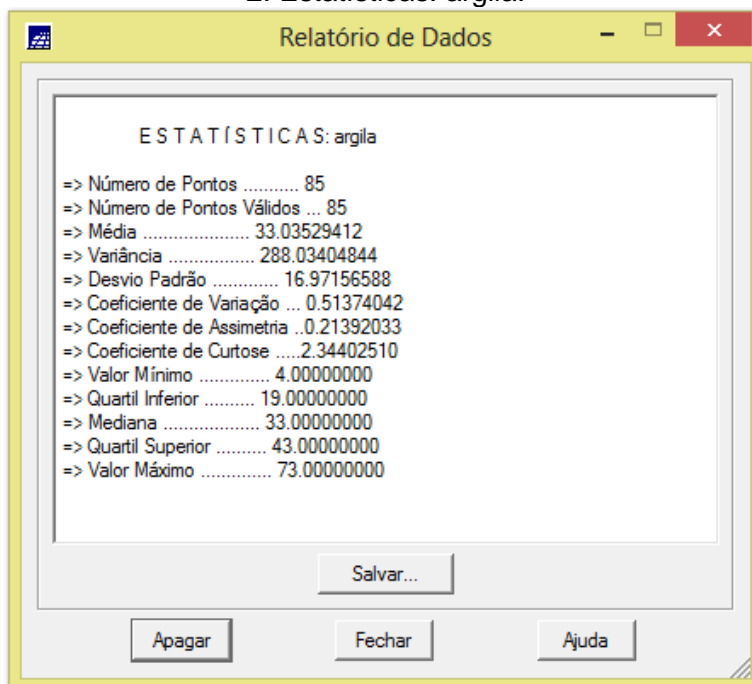 2. Estatísticas: argila.
Relatório de Dados
E S T A T Í S T I C A S: argila
=> Número de Pontos ........... 85
=> Número de Pontos Válidos ... 85
=> Média ..................... 33.03529412
=> Variância ................. 288.03404844
=> Desvio Padrão ............. 16.97156588
=> Coeficiente de Variação ... 0.51374042
=> Coeficiente de Assimetria ..0.21392033
=> Coeficiente de Curtose .....2.34402510
=> Valor Mínimo .............. 4.00000000
=> Quartil Inferior .......... 19.00000000
=> Mediana ................... 33.00000000
=> Quartil Superior .......... 43.00000000
=> Valor Máximo .............. 73.00000000
Salvar...
Apagar Fechar Ajuda